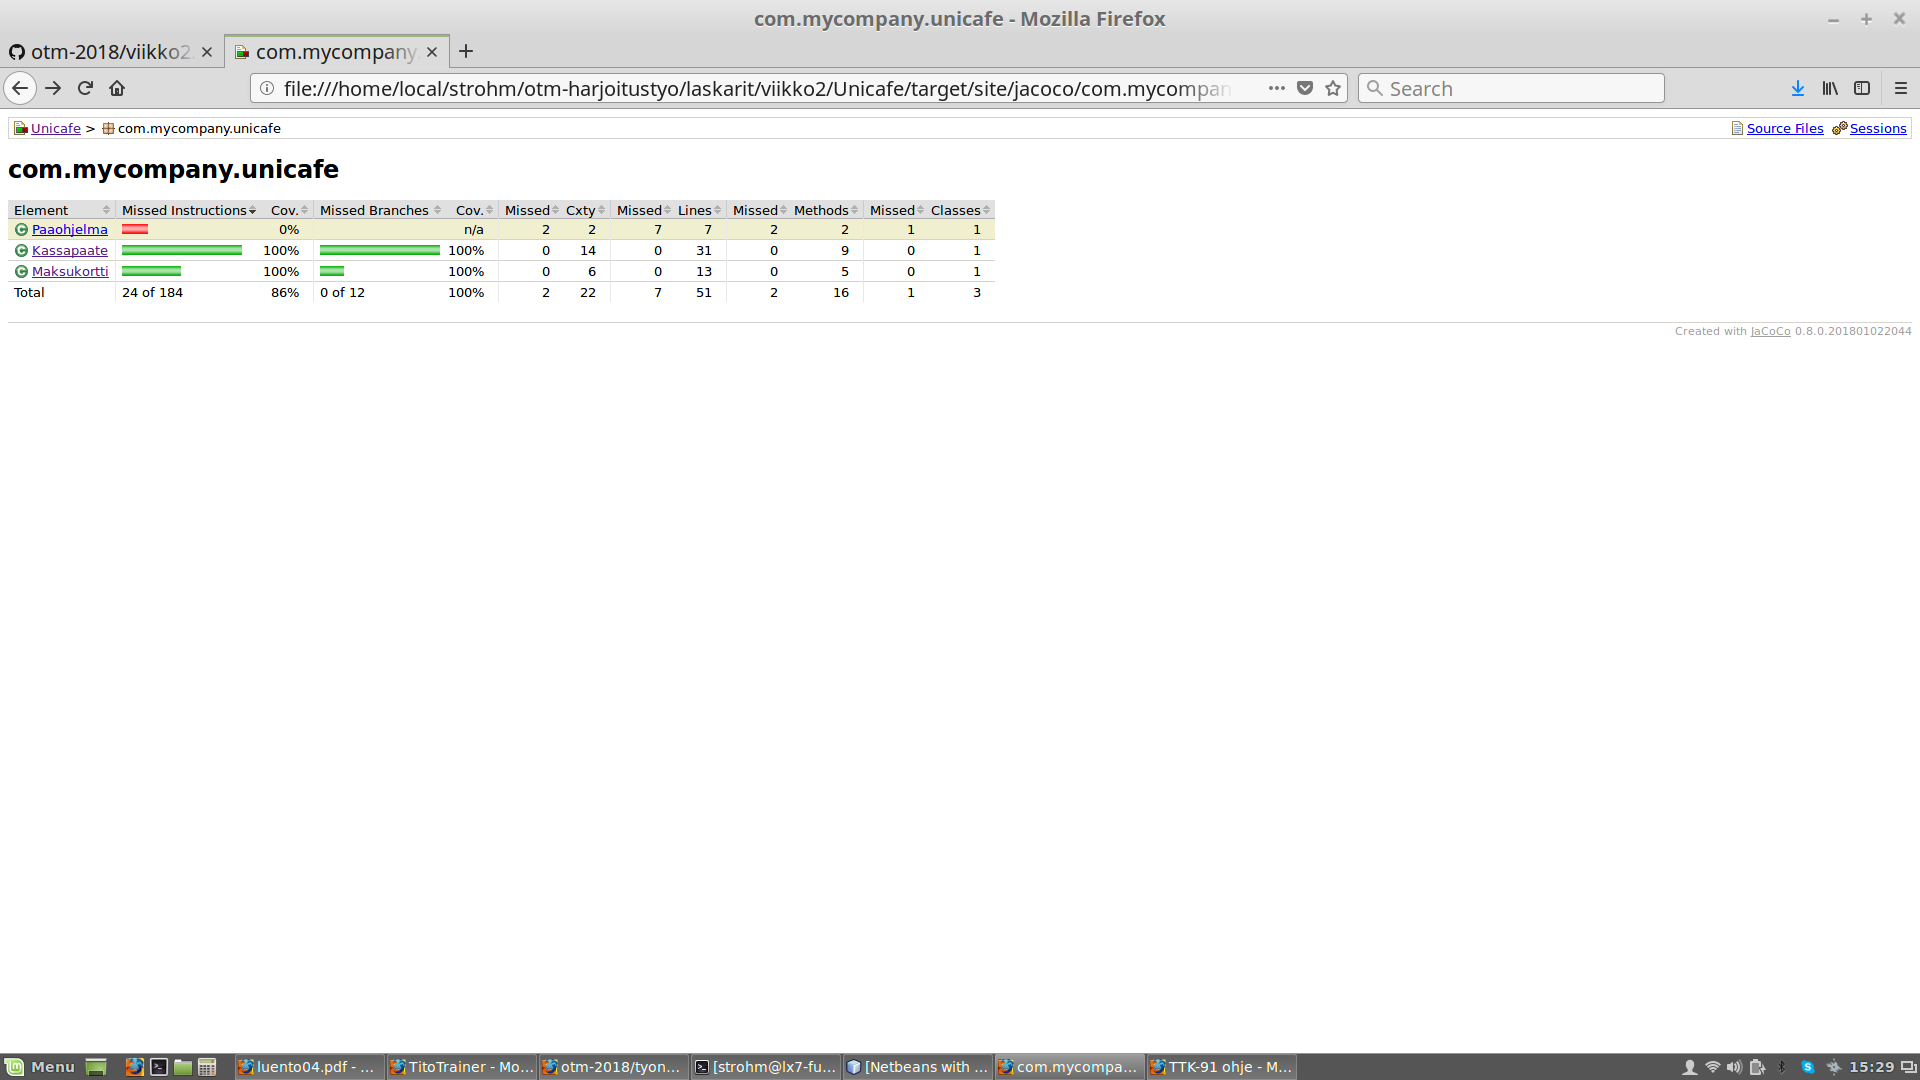 com.mycompany.unicafe - Mozilla Firefox
otm-2018/viikko2
com.mycompany
file:///home/local/strohm/otm-harjoitustyo/laskarit/viikko2/Unicafe/target/site/jacoco/com.mycompan
Search
Unicafe > com.mycompany.unicafe
Source Files Sessions
com.mycompany.unicafe
Element Missed Instructions Cov. Missed Branches Cov. Missed Cxty Missed Lines Missed Methods Missed Classes
Paaohjelma 0% n/a 2 2 7 7 2 2 1 1
Kassapaate 100% 100% 0 14 0 31 0 9 0 1
Maksukortti 100% 100% 0 6 0 13 0 5 0 1
Total 24 of 184 86% 0 of 12 100% 2 22 7 51 2 16 1 3
Created with JaCoCo 0.8.0.201801022044
Menu luento04.pdf - ... TitoTrainer - Mo... otm-2018/tyon... [strohm@lx7-fu... [Netbeans with ... com.mycompa... TTK-91 ohje - M... 15:29